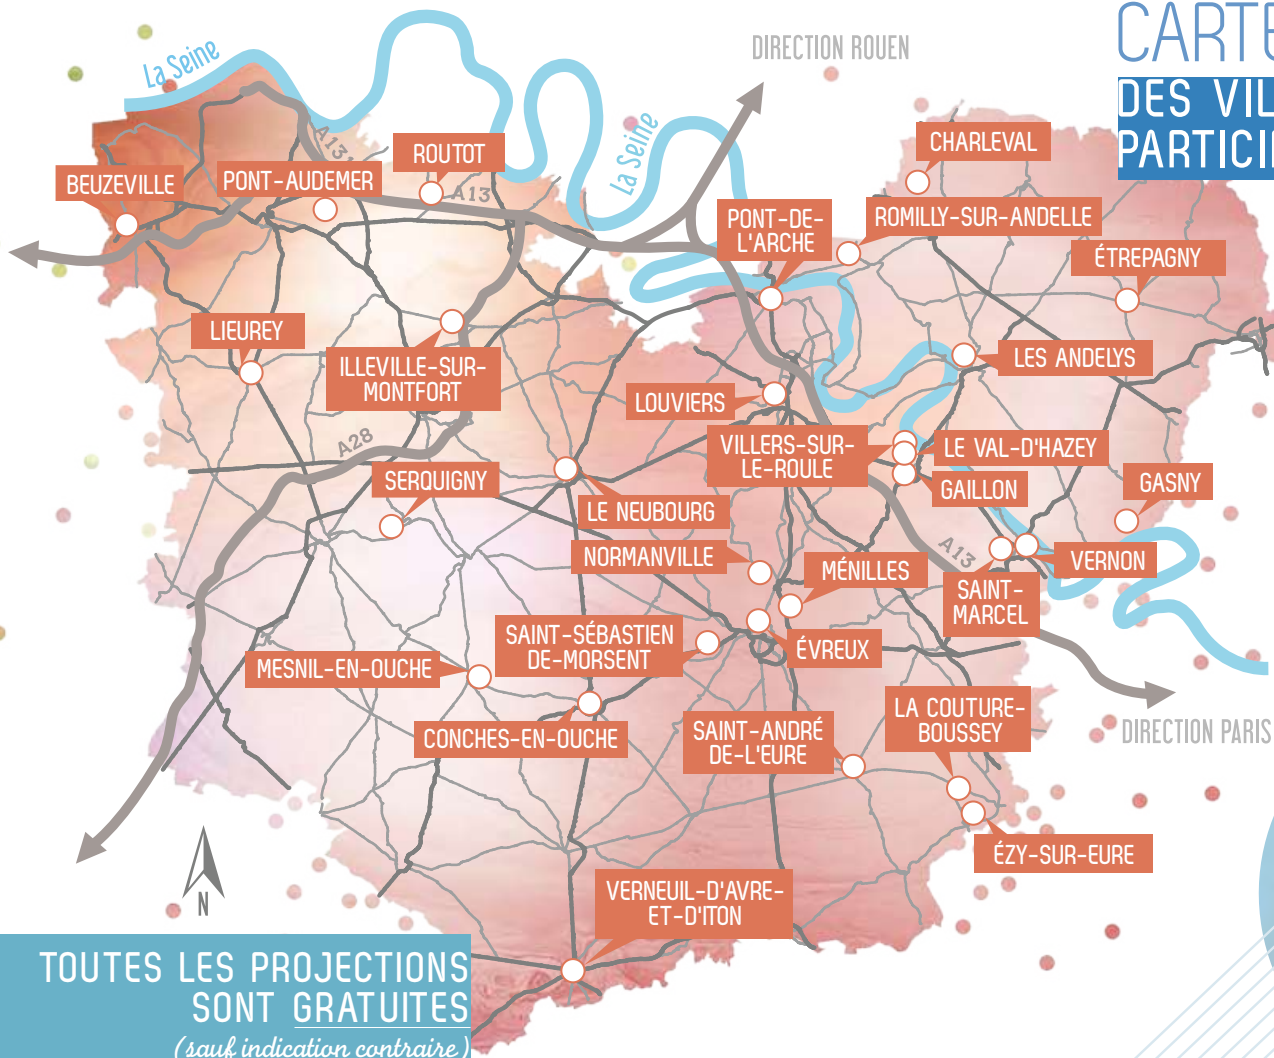 CARTE
DES VIL
PARTICI
DIRECTION ROUEN
La Seine
La Seine
A131
A13
CHARLEVAL
ROUTOT
BEUZEVILLE
PONT-AUDEMER
PONT-DE-
L'ARCHE
ROMILLY-SUR-ANDELLE
ÉTREPAGNY
LIEUREY
ILLEVILLE-SUR-
MONTFORT
LES ANDELYS
LOUVIERS
A28
VILLERS-SUR-
LE-ROULE
LE VAL-D'HAZEY
SERQUIGNY
GAILLON
GASNY
LE NEUBOURG
NORMANVILLE
MÉNILLES
A13
VERNON
SAINT-
MARCEL
SAINT-SÉBASTIEN
DE-MORSENT
ÉVREUX
MESNIL-EN-OUCHE
CONCHES-EN-OUCHE
SAINT-ANDRÉ
DE-L'EURE
LA COUTURE-
BOUSSEY
DIRECTION PARIS
ÉZY-SUR-EURE
VERNEUIL-D'AVRE-
ET-D'ITON
N
TOUTES LES PROJECTIONS
SONT GRATUITES
(sauf indication contraire)